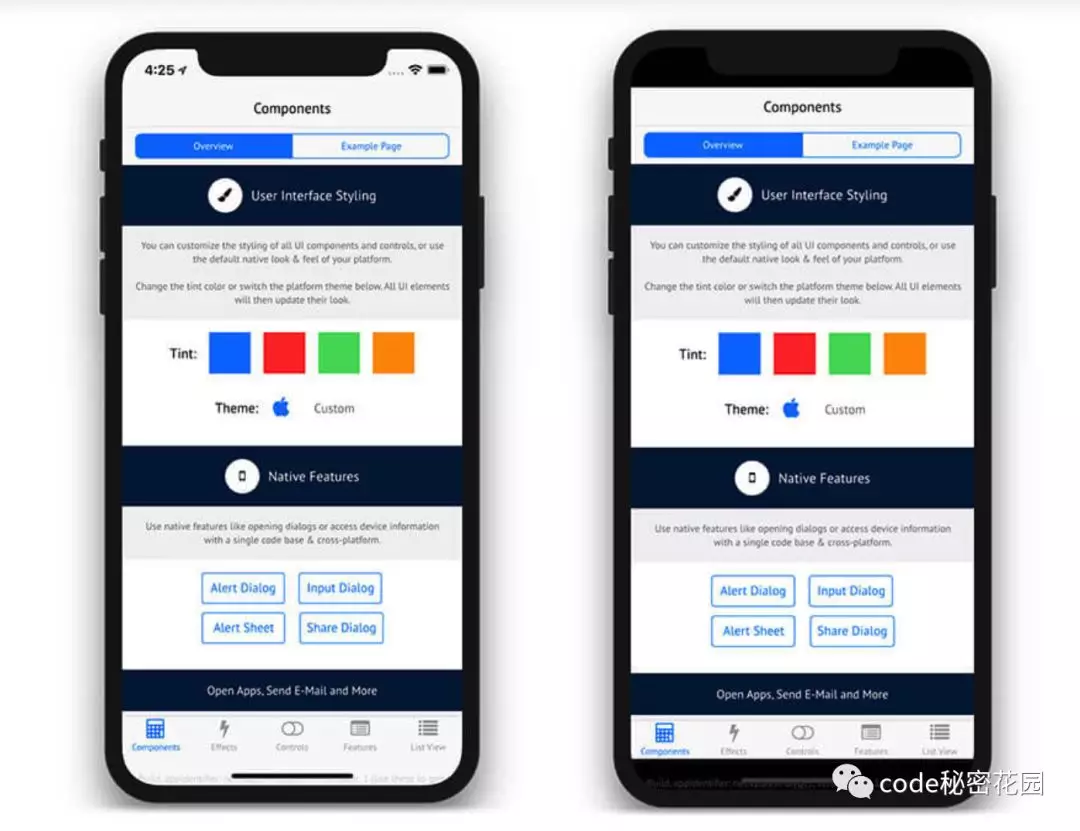 4:25
Components
Overview
Example Page
User Interface Styling
You can customize the styling of all UI components and controls, or use
the default native look & feel of your platform.
Change the tint color or switch the platform theme below. All UI elements
will then update their look.
Tint:
Theme:
Custom
Native Features
Use native features like opening dialogs or access device information
with a single code base & cross-platform.
Alert Dialog
Input Dialog
Alert Sheet
Share Dialog
Open Apps, Send E-Mail and More
Components
Effects
Controls
Features
List View
Components
Overview
Example Page
User Interface Styling
You can customize the styling of all UI components and controls, or use
the default native look & feel of your platform.
Change the tint color or switch the platform theme below. All UI elements
will then update their look.
Tint:
Theme:
Custom
Native Features
Use native features like opening dialogs or access device information
with a single code base & cross-platform.
Alert Dialog
Input Dialog
Alert Sheet
Share Dialog
Open Apps, Send E-Mail and More
Components
Effects
Controls
Features
List View
code秘密花园